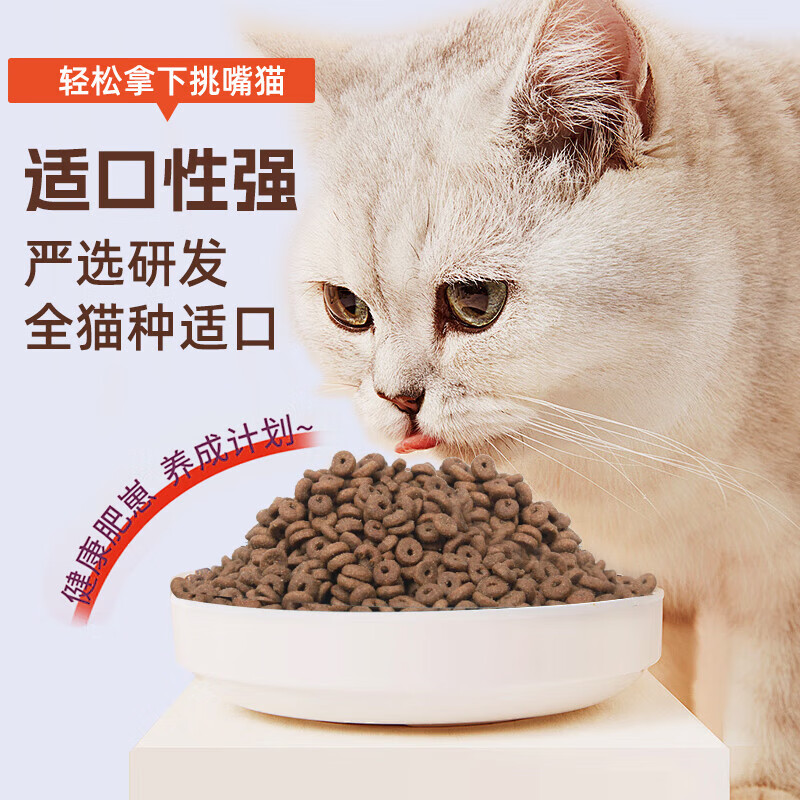 轻松拿下挑嘴猫
适口性强
严选研发
全猫种适口
健康肥崽 养成计划~